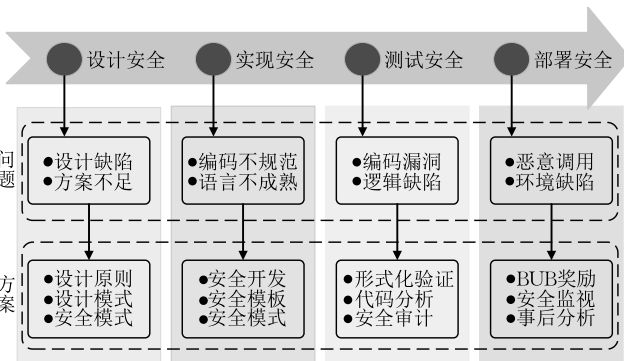 设计安全
实现安全
测试安全
部署安全
问题
●设计缺陷
●方案不足
●编码不规范
●语言不成熟
●编码漏洞
●逻辑缺陷
●恶意调用
●环境缺陷
方案
●设计原则
●设计模式
●安全模式
●安全开发
●安全模板
●安全模式
●形式化验证
●代码分析
●安全审计
●BUB奖励
●安全监视
●事后分析